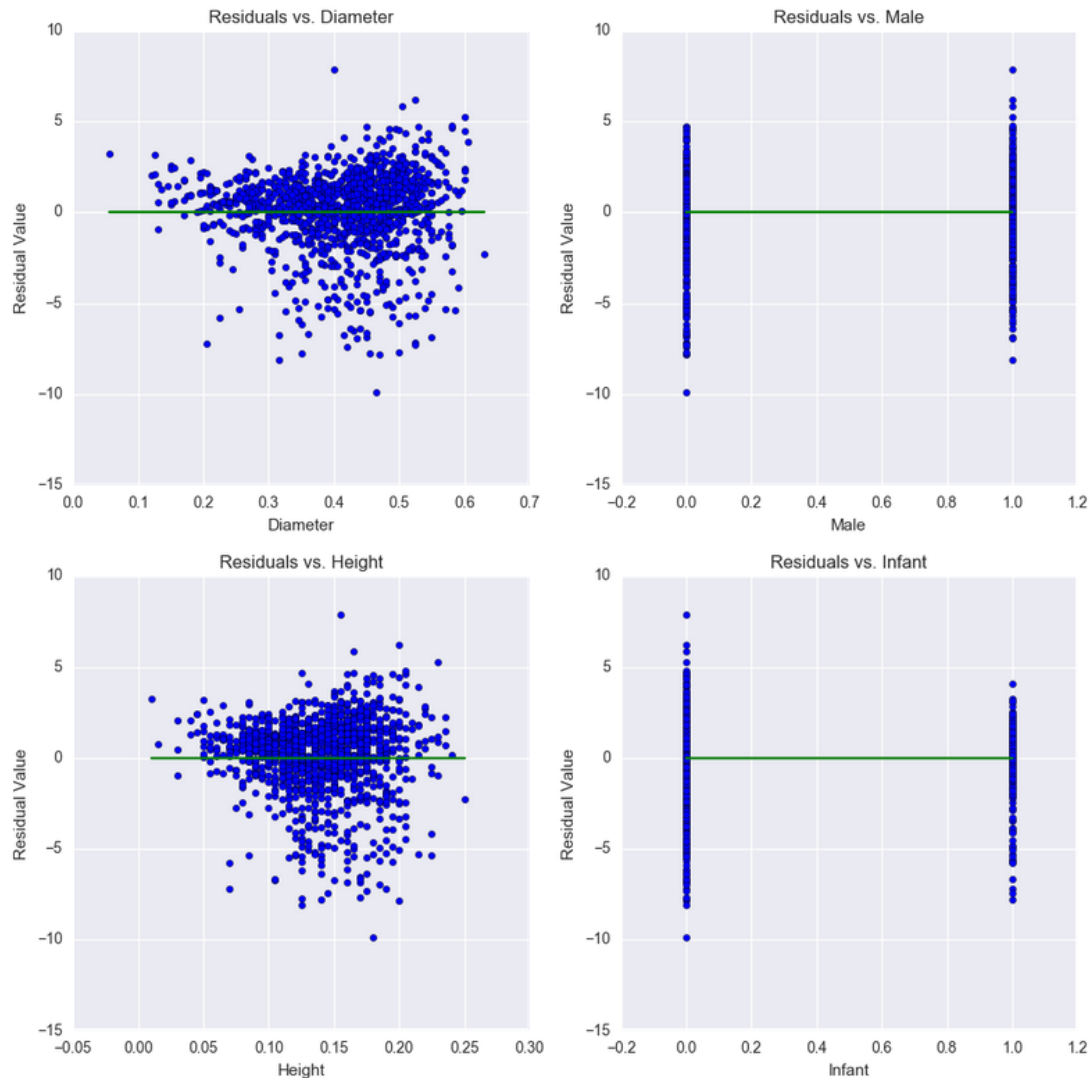 Residuals vs. Diameter
10
5
0
−5
−10
−15
Residual Value
0.0 0.1 0.2 0.3 0.4 0.5 0.6 0.7
Diameter
Residuals vs. Male
10
5
0
−5
−10
−15
Residual Value
−0.2 0.0 0.2 0.4 0.6 0.8 1.0 1.2
Male
Residuals vs. Height
10
5
0
−5
−10
−15
Residual Value
−0.05 0.00 0.05 0.10 0.15 0.20 0.25 0.30
Height
Residuals vs. Infant
10
5
0
−5
−10
−15
Residual Value
−0.2 0.0 0.2 0.4 0.6 0.8 1.0 1.2
Infant